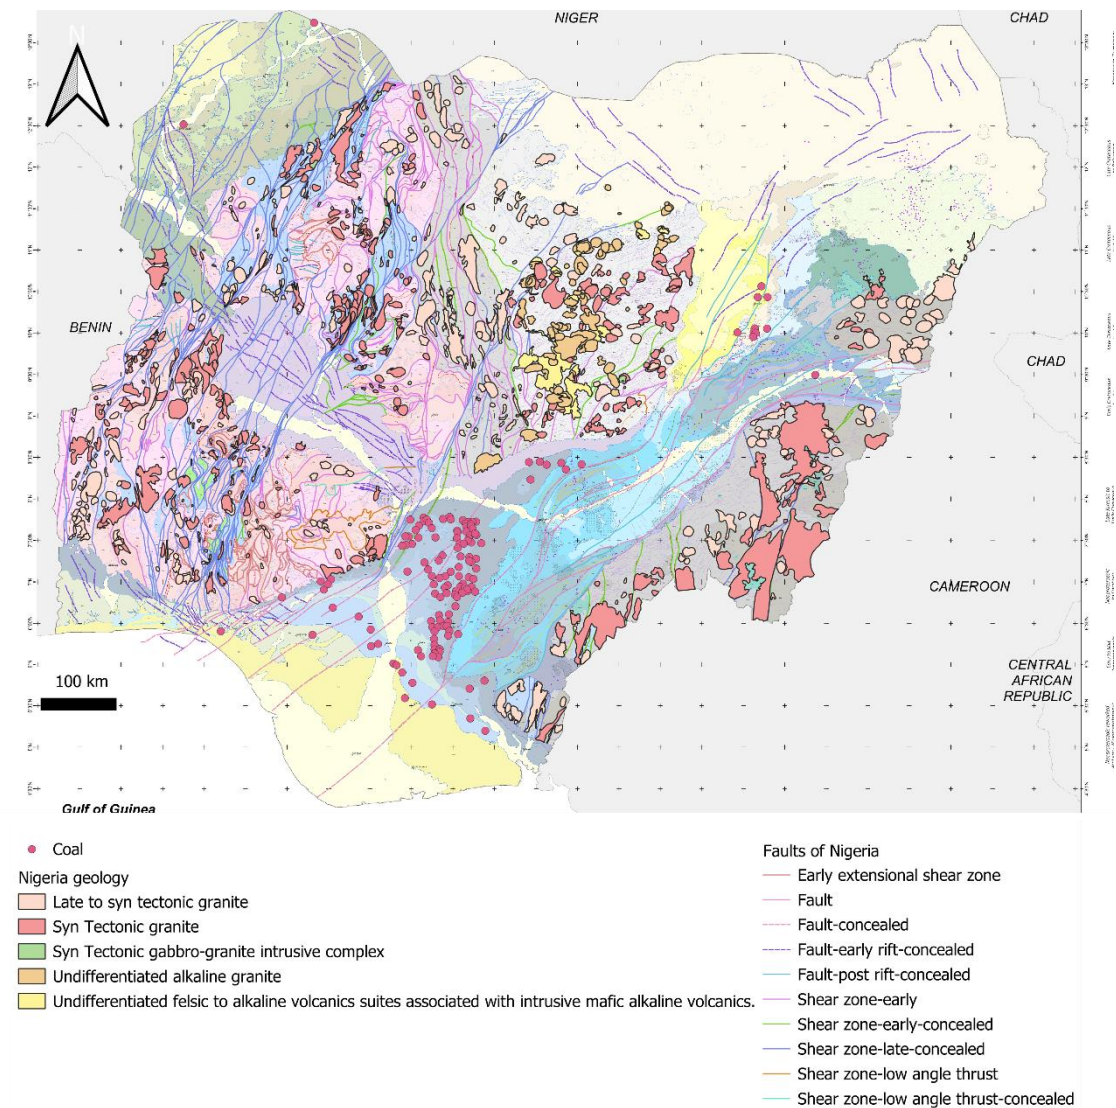 NIGER
CHAD
N
BENIN
CHAD
CAMEROON
CENTRAL
AFRICAN
REPUBLIC
100 km
Gulf of Guinea
Coal
Nigeria geology
Late to syn tectonic granite
Syn Tectonic granite
Syn Tectonic gabbro-granite intrusive complex
Undifferentiated alkaline granite
Undifferentiated felsic to alkaline volcanics suites associated with intrusive mafic alkaline volcanics.
Faults of Nigeria
Early extensional shear zone
Fault
Fault-concealed
Fault-early rift-concealed
Fault-post rift-concealed
Shear zone-early
Shear zone-early-concealed
Shear zone-late-concealed
Shear zone-low angle thrust
Shear zone-low angle thrust-concealed